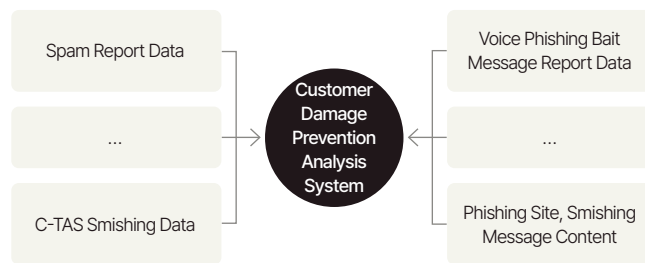 Spam Report Data
...
C-TAS Smishing Data
Customer
Damage
Prevention
Analysis
System
Voice Phishing Bait
Message Report Data
...
Phishing Site, Smishing
Message Content